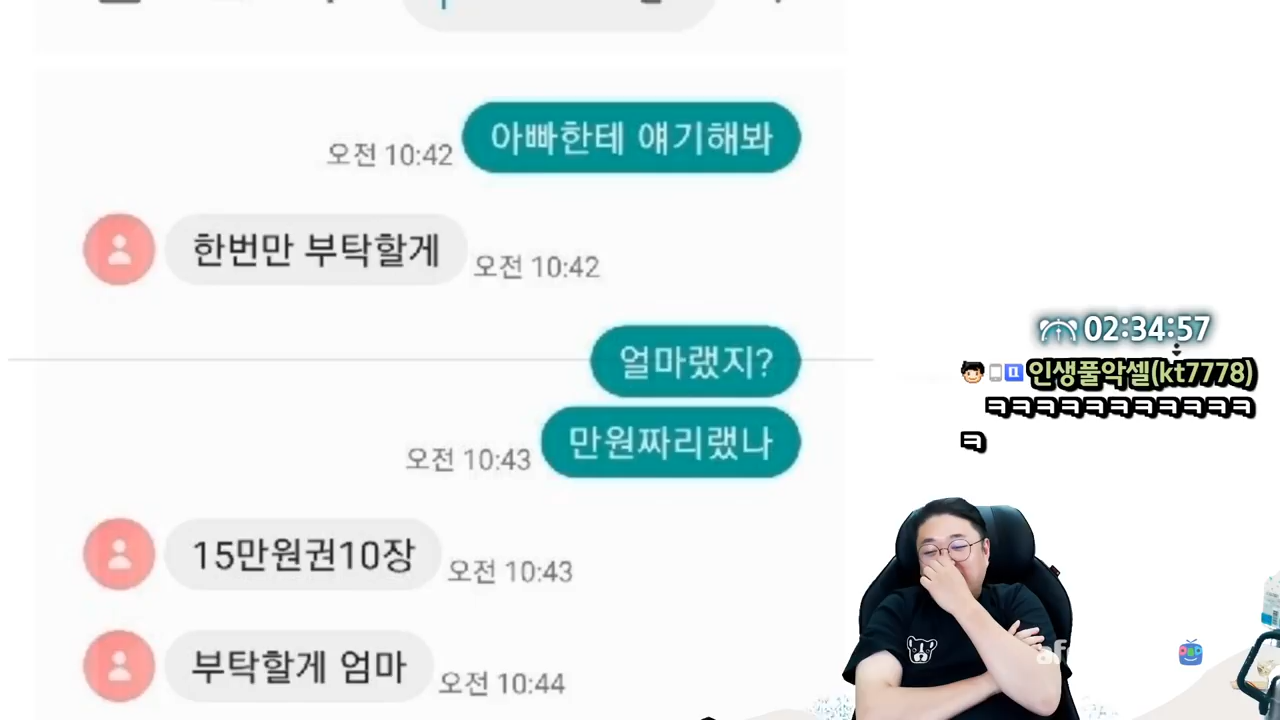 아빠한테 얘기해봐
오전 10:42
한번만 부탁할게
오전 10:42
얼마랬지?
만원짜리랬나
오전 10:43
15만원권10장
오전 10:43
부탁할게 엄마
오전 10:44
02:34:57
인생풀악셀(kt7778)
ㅋㅋㅋㅋㅋㅋㅋㅋㅋㅋㅋ
ㅋ